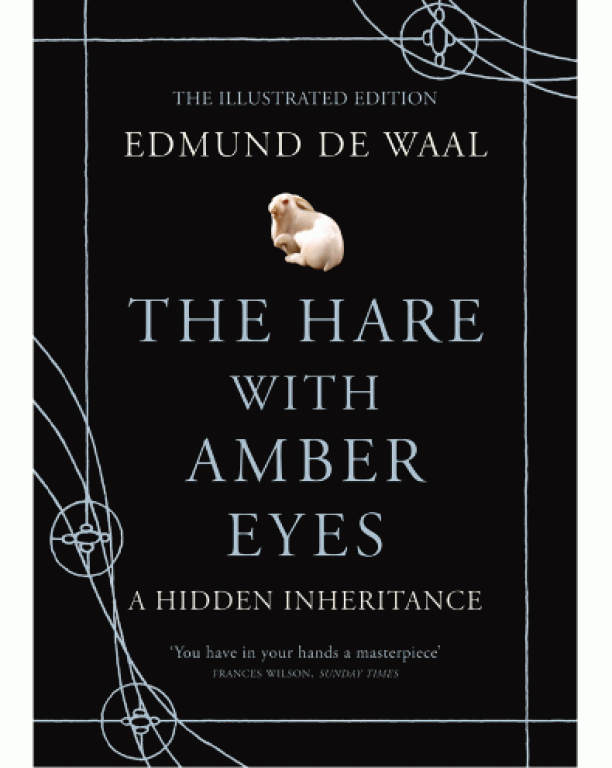 THE ILLUSTRATED EDITION
EDMUND DE WAAL
THE HARE
WITH
AMBER
EYES
A HIDDEN INHERITANCE
‘You have in your hands a masterpiece’
FRANCES WILSON, SUNDAY TIMES